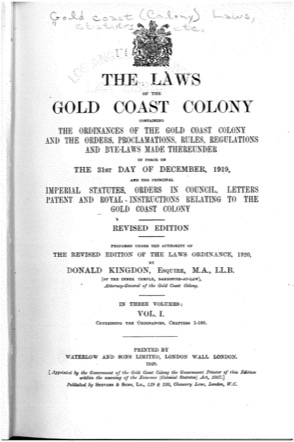 Gold coast (Colony) Laws,
statutes, etc.
THE LAWS
OF THE
GOLD COAST COLONY
CONTAINING
THE ORDINANCES OF THE GOLD COAST COLONY
AND THE ORDERS, PROCLAMATIONS, RULES, REGULATIONS
AND BYE-LAWS MADE THEREUNDER
IN FORCE ON
THE 31ST DAY OF DECEMBER, 1919,
AND THE PRINCIPAL
IMPERIAL STATUTES, ORDERS IN COUNCIL, LETTERS
PATENT AND ROYAL INSTRUCTIONS RELATING TO THE
GOLD COAST COLONY
REVISED EDITION
PREPARED UNDER THE AUTHORITY OF
THE REVISED EDITION OF THE LAWS ORDINANCE, 1920,
BY
DONALD KINGDON, ESQUIRE, M.A., LL.B.
(OF THE INNER TEMPLE, BARRISTER-AT-LAW),
Attorney-General of the Gold Coast Colony.
IN THREE VOLUMES:
VOL. I.
CONTAINING THE ORDINANCES, CHAPTERS 1-100.
PRINTED BY
WATERLOW AND SONS LIMITED, LONDON WALL, LONDON.
1920.
[Appointed by the Government of Gold Coast the Government Printer of this Edition
within the meaning of the Evidence (Colonial Statutes) Act, 1907.]
Published by STEVENS & SONS, LD., 119 & 120, Chancery Lane, London, W.C.